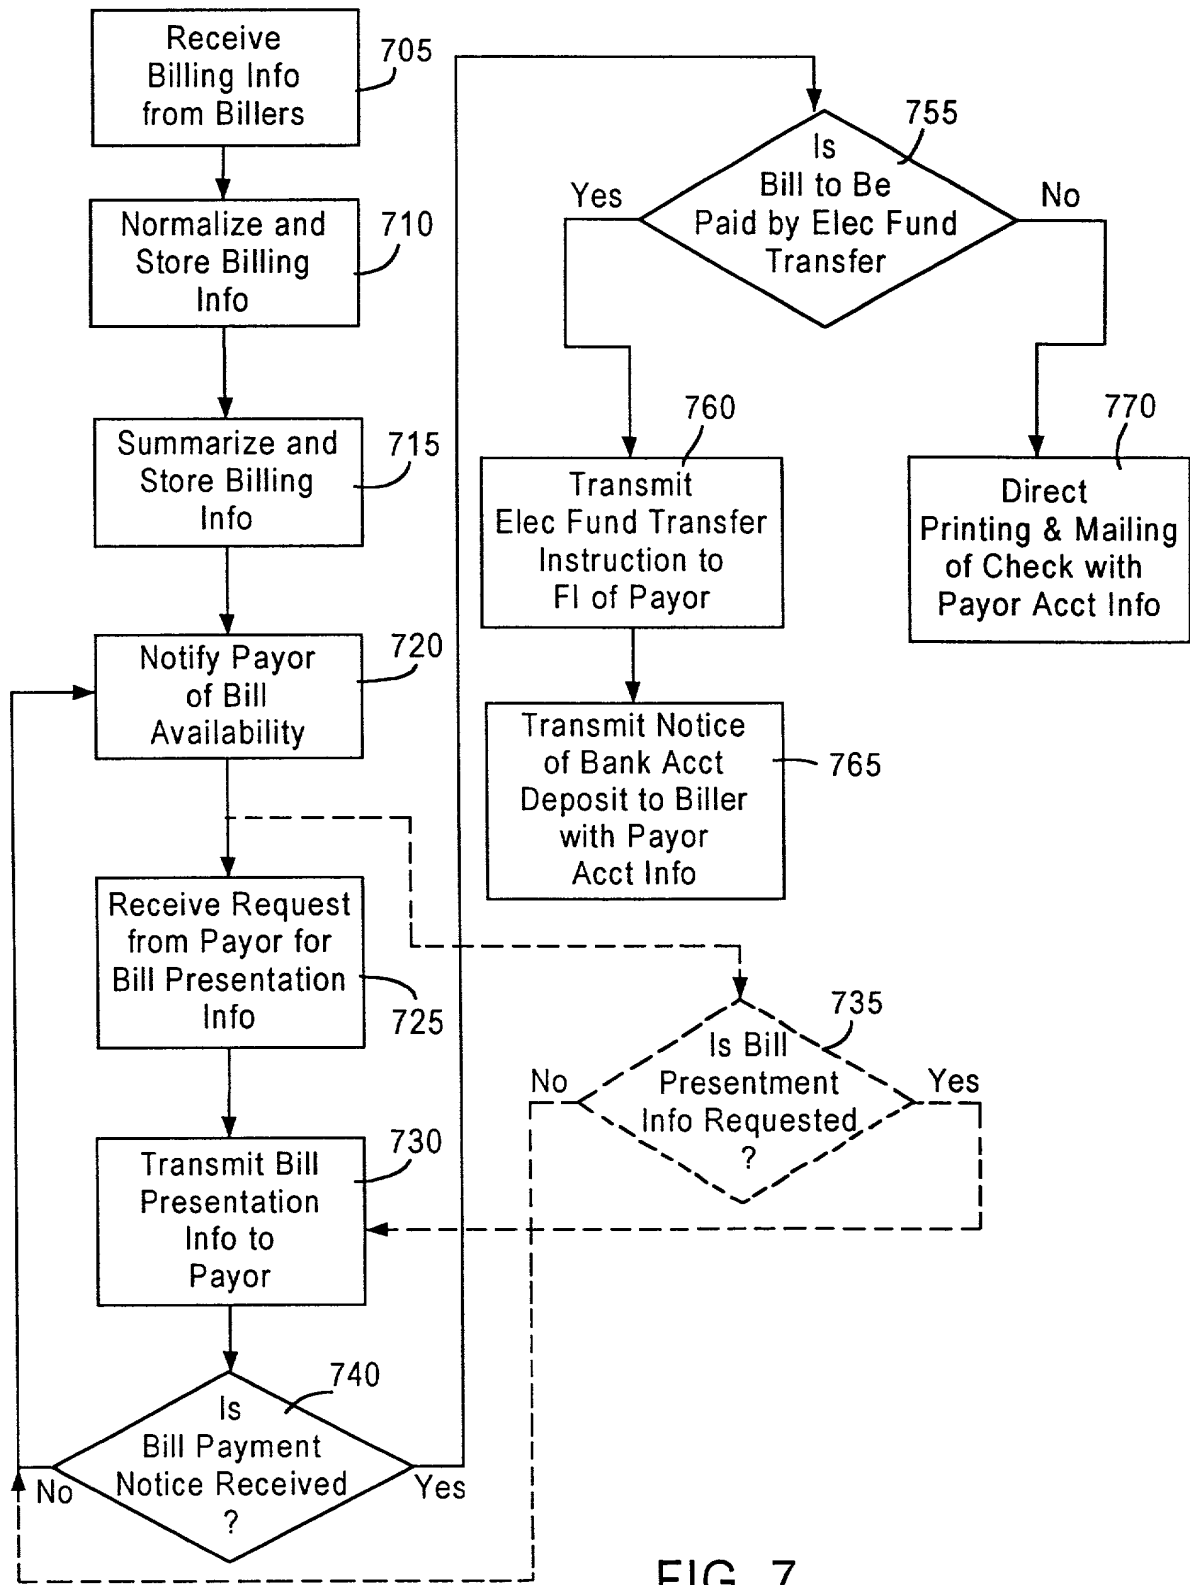 Receive
Billing Info
from Billers
705
Normalize and
Store Billing
Info
710
Summarize and
Store Billing
Info
715
Notify Payor
of Bill
Availability
720
Receive Request
from Payor for
Bill Presentation
Info
725
Transmit Bill
Presentation
Info to
Payor
730
Is
Bill Payment
Notice Received
?
740
No
Yes
Is
Bill to Be
Paid by Elec Fund
Transfer
755
Yes
No
Transmit
Elec Fund Transfer
Instruction to
FI of Payor
760
Transmit Notice
of Bank Acct
Deposit to Biller
with Payor
Acct Info
765
Direct
Printing & Mailing
of Check with
Payor Acct Info
770
Is Bill
Presentment
Info Requested
?
735
No
Yes
FIG. 7